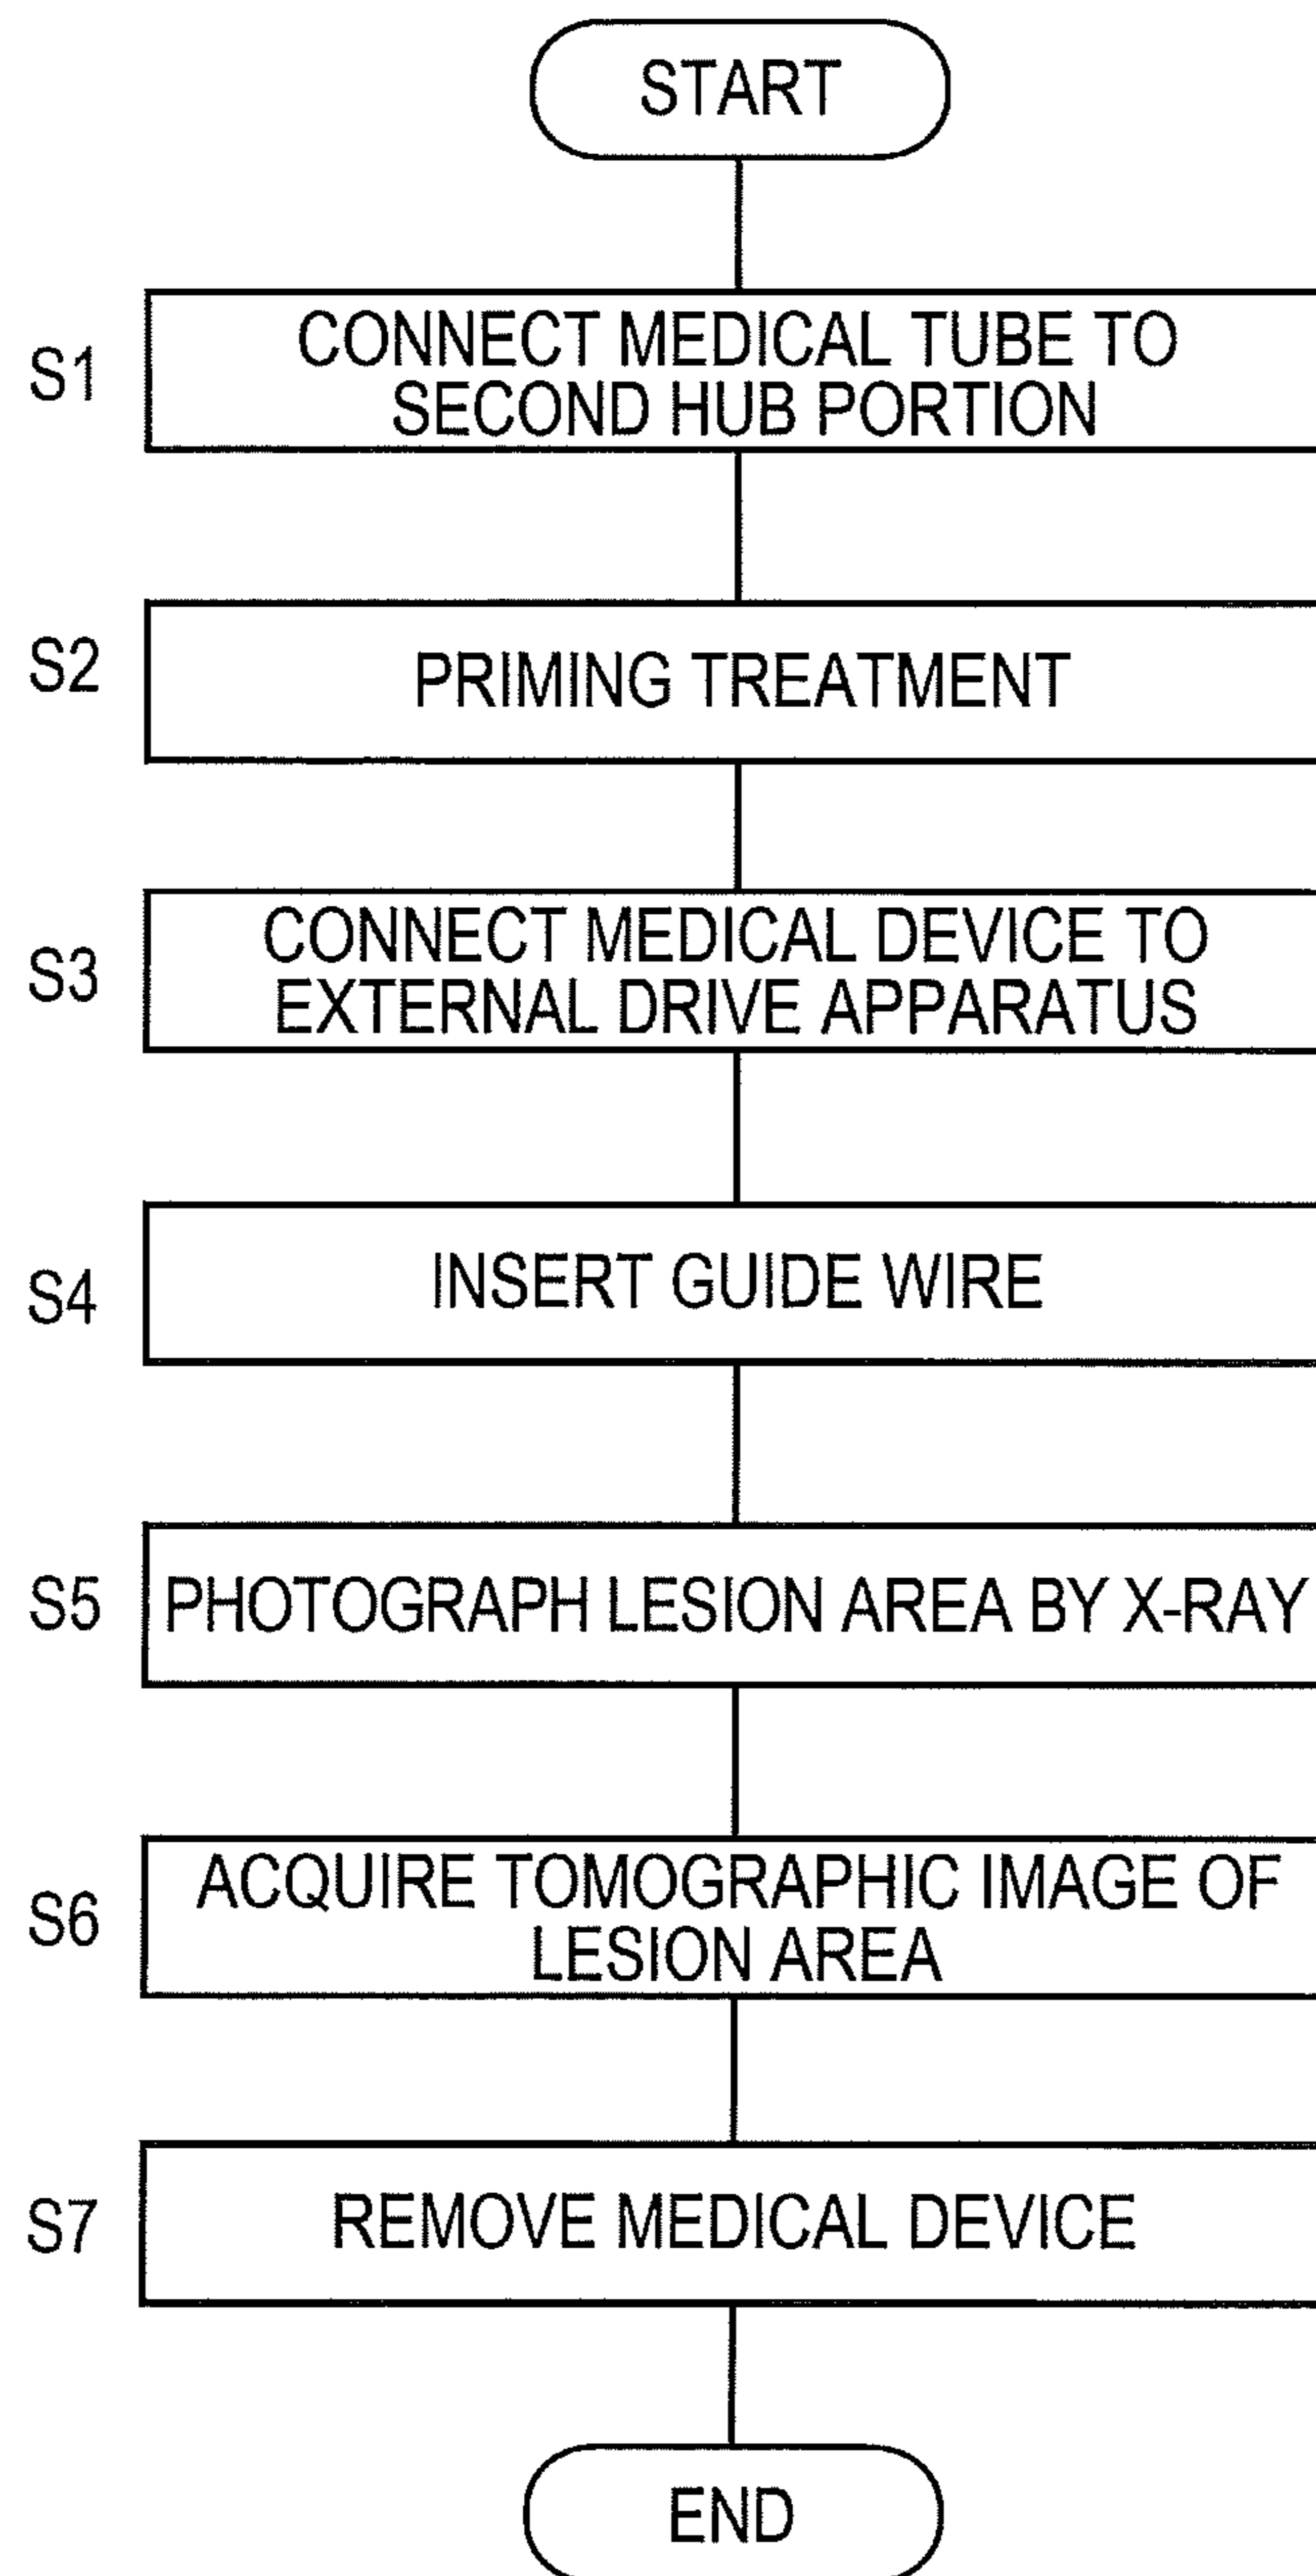 START
S1
CONNECT MEDICAL TUBE TO
SECOND HUB PORTION
S2
PRIMING TREATMENT
S3
CONNECT MEDICAL DEVICE TO
EXTERNAL DRIVE APPARATUS
S4
INSERT GUIDE WIRE
S5
PHOTOGRAPH LESION AREA BY X-RAY
S6
ACQUIRE TOMOGRAPHIC IMAGE OF
LESION AREA
S7
REMOVE MEDICAL DEVICE
END